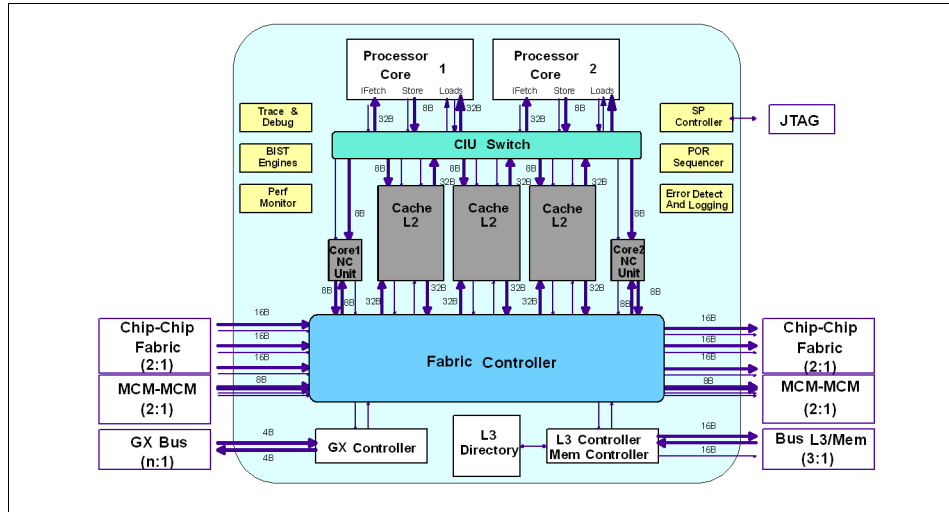 Processor
Core 1
IFetch Store Loads
Processor
Core 2
IFetch Store Loads
8B
32B
32B
8B
32B
32B
Trace &
Debug
BIST
Engines
Perf
Monitor
SP
Controller
POR
Sequencer
Error Detect
And Logging
JTAG
CIU Switch
8B
32B
8B
32B
8B
32B
8B
8B
Cache
L2
Cache
L2
Cache
L2
Core1
NC
Unit
Core2
NC
Unit
8B
8B
32B
32B
32B
32B
32B
32B
8B
8B
Chip-Chip
Fabric
(2:1)
MCM-MCM
(2:1)
GX Bus
(n:1)
16B
16B
16B
8B
4B
4B
Fabric Controller
16B
16B
16B
16B
8B
16B
16B
Chip-Chip
Fabric
(2:1)
MCM-MCM
(2:1)
Bus L3/Mem
(3:1)
GX Controller
L3
Directory
L3 Controller
Mem Controller